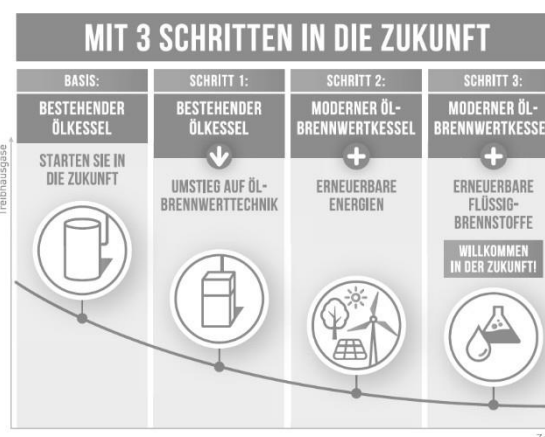 MIT 3 SCHRITTEN IN DIE ZUKUNFT
BASIS:
BESTEHENDER
ÖLKESSEL
STARTEN SIE IN
DIE ZUKUNFT
SCHRITT 1:
BESTEHENDER
ÖLKESSEL
UMSTIEG AUF ÖL-
BRENNWERTTECHNIK
SCHRITT 2:
MODERNER ÖL-
BRENNWERTKESSEL
ERNEUERBARE
ENERGIEN
SCHRITT 3:
MODERNER ÖL-
BRENNWERTKESSE
ERNEUERBARE
FLÜSSIG-
BRENNSTOFFE
WILLKOMMEN
IN DER ZUKUNFT!
Treibhausgase